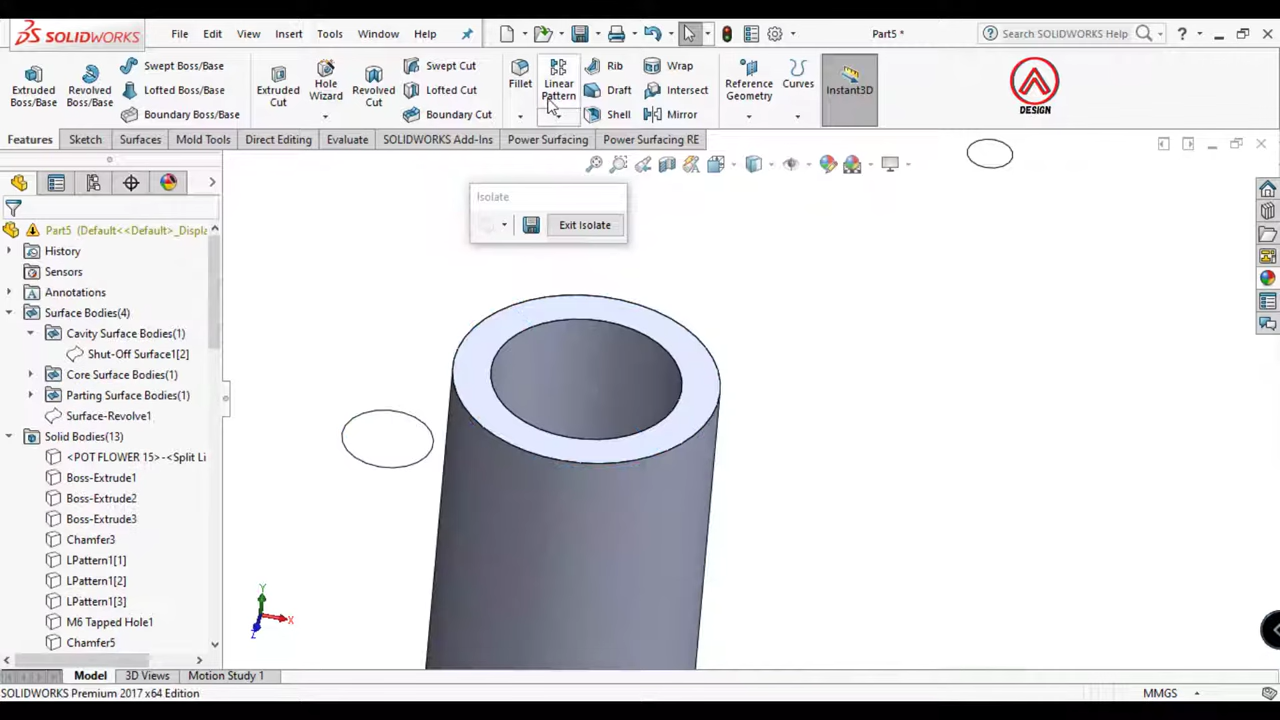 SOLIDWORKS
File Edit View Insert Tools Window Help
Part5 *
Search SOLIDWORKS Help
Extruded Boss/Base
Revolved Boss/Base
Swept Boss/Base
Lofted Boss/Base
Boundary Boss/Base
Extruded Cut
Hole Wizard
Revolved Cut
Swept Cut
Lofted Cut
Boundary Cut
Fillet
Linear Pattern
Rib
Draft
Shell
Wrap
Intersect
Mirror
Reference Geometry
Curves
Instant3D
DESIGN
Features Sketch Surfaces Mold Tools Direct Editing Evaluate SOLIDWORKS Add-Ins Power Surfacing Power Surfacing RE
Isolate
Exit Isolate
Part5 (Default<<Default>_Displa
History
Sensors
Annotations
Surface Bodies(4)
Cavity Surface Bodies(1)
Shut-Off Surface1[2]
Core Surface Bodies(1)
Parting Surface Bodies(1)
Surface-Revolve1
Solid Bodies(13)
<POT FLOWER 15>-<Split Li
Boss-Extrude1
Boss-Extrude2
Boss-Extrude3
Chamfer3
LPattern1[1]
LPattern1[2]
LPattern1[3]
M6 Tapped Hole1
Chamfer5
Y
X
Z
Model 3D Views Motion Study 1
SOLIDWORKS Premium 2017 x64 Edition
MMGS